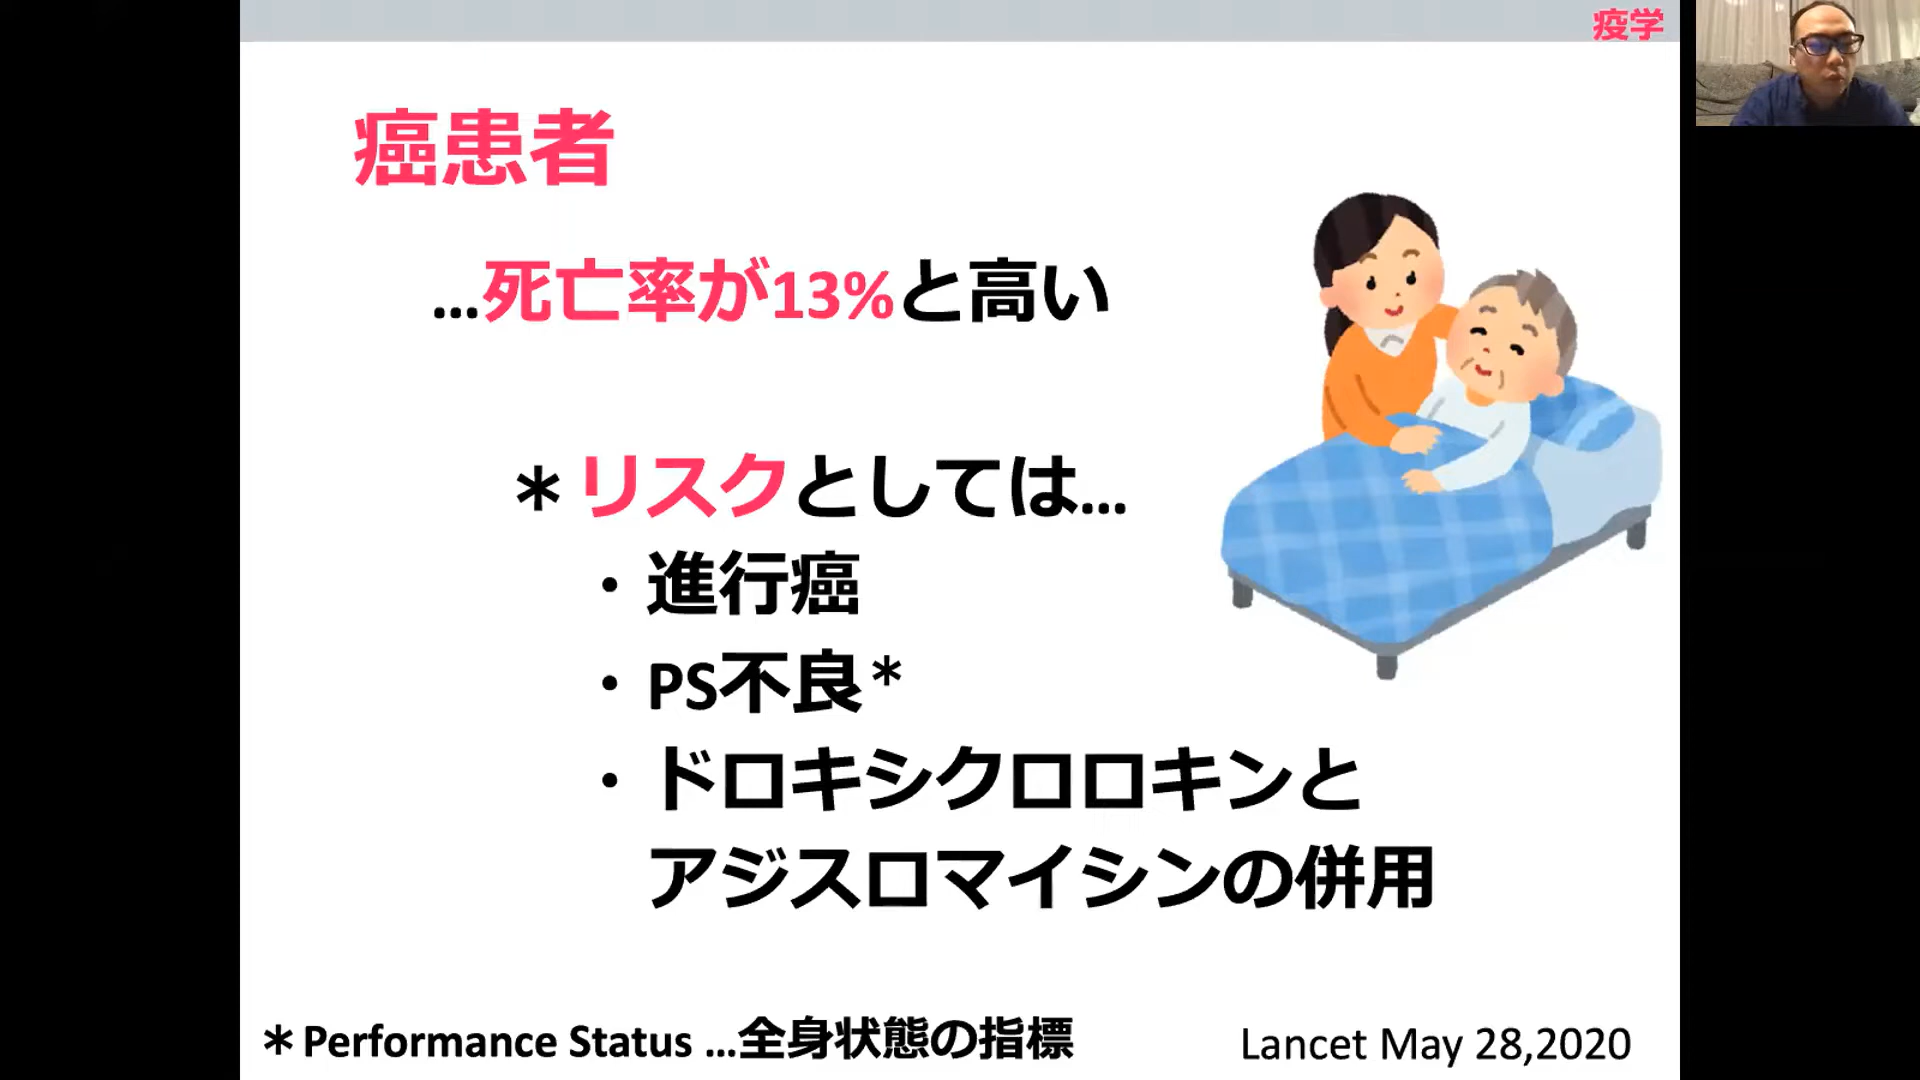 疫学
癌患者
…死亡率が13%と高い
＊リスクとしては…
・進行癌
・PS不良*
・ドロキシクロロキンと
アジスロマイシンの併用
＊Performance Status …全身状態の指標
Lancet May 28,2020